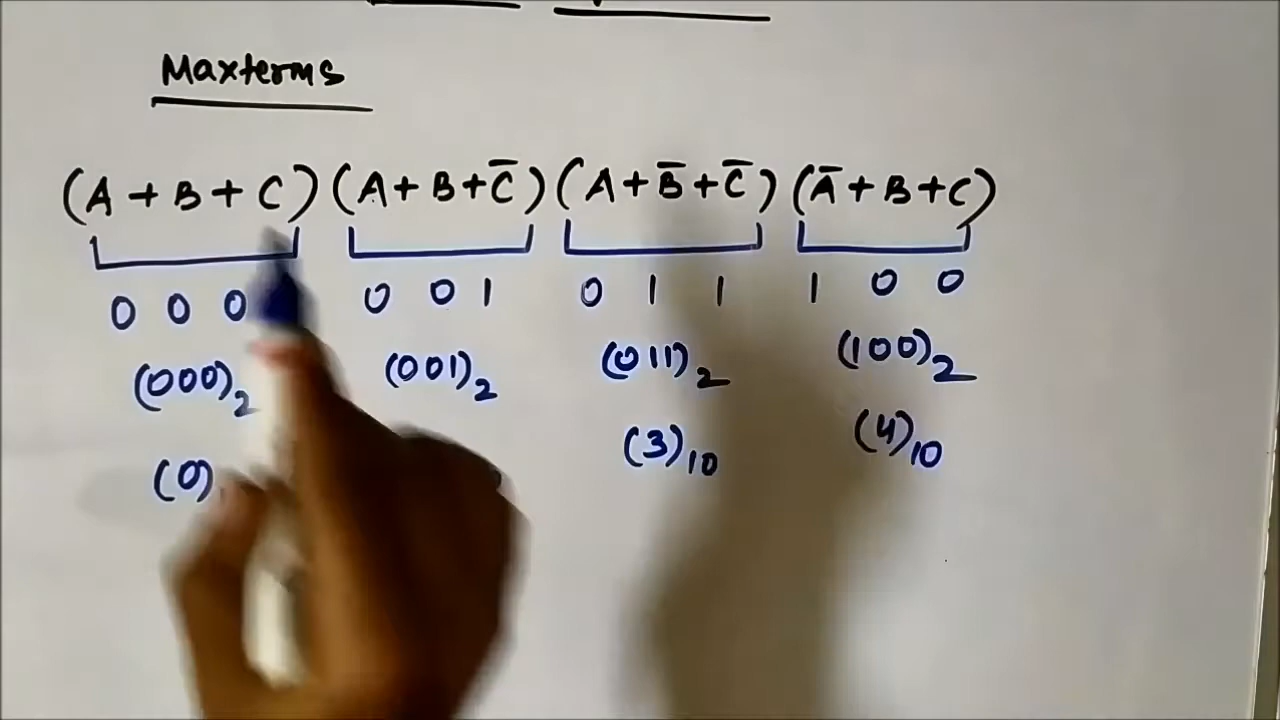 Maxterms
(A + B + C) (A + B + C̅) (A + B̅ + C̅) (A̅ + B + C)
0 0 0 0 0 1 0 1 1 1 0 0
(000)₂ (001)₂ (011)₂ (100)₂
(0) (3)₁₀ (4)₁₀